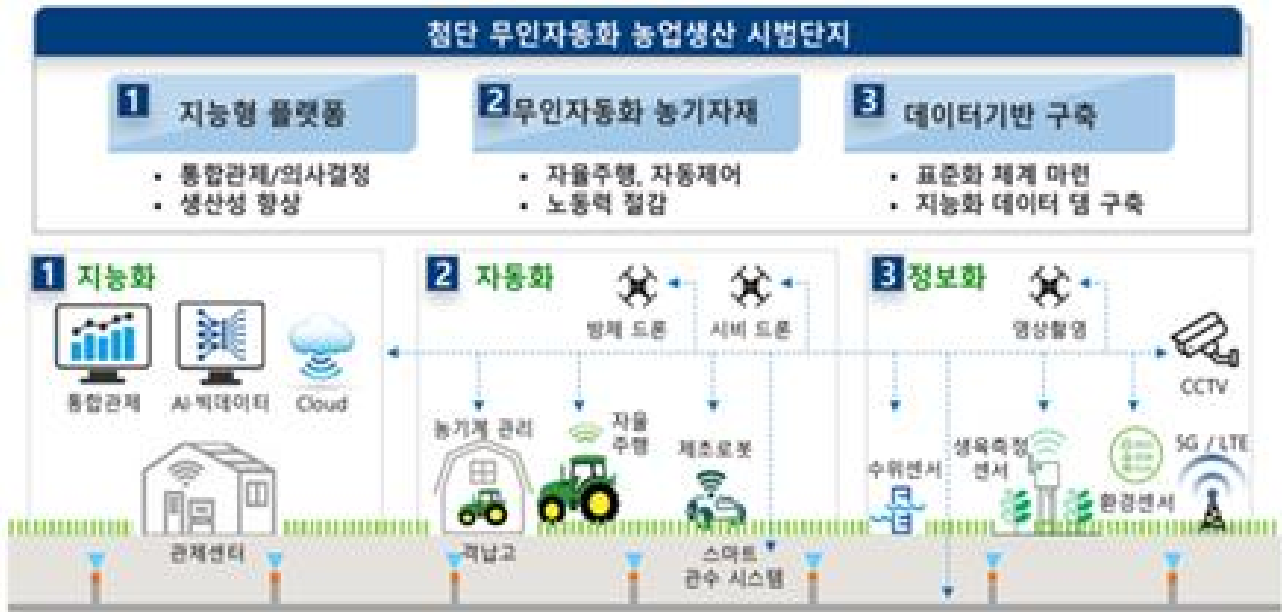 첨단 무인자동화 농업생산 시범단지
1 지능형 플랫폼
• 통합관제/의사결정
• 생산성 향상
2 무인자동화 농기자재
• 자율주행, 자동제어
• 노동력 절감
3 데이터기반 구축
• 표준화 체계 마련
• 지능화 데이터 댐 구축
1 지능화
통합관제
AI·빅데이터
Cloud
관제센터
2 자동화
방제 드론
시비 드론
농기계 관리
자율
주행
제초로봇
격납고
스마트
관수 시스템
3 정보화
영상촬영
CCTV
수위센서
생육측정
센서
환경센서
5G / LTE